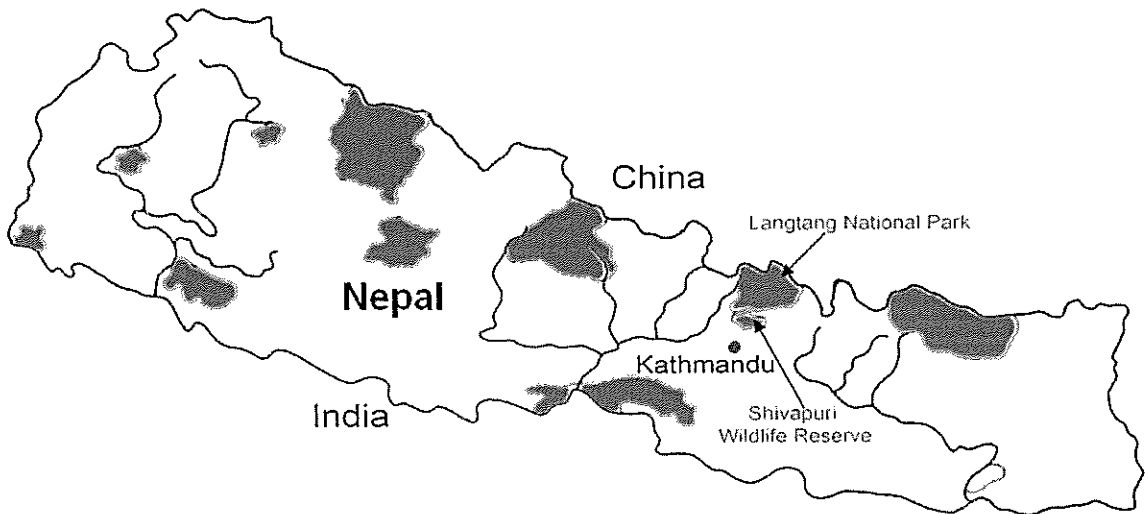 China
Langtang National Park
Nepal
Kathmandu
India
Shivapuri
Wildlife Reserve